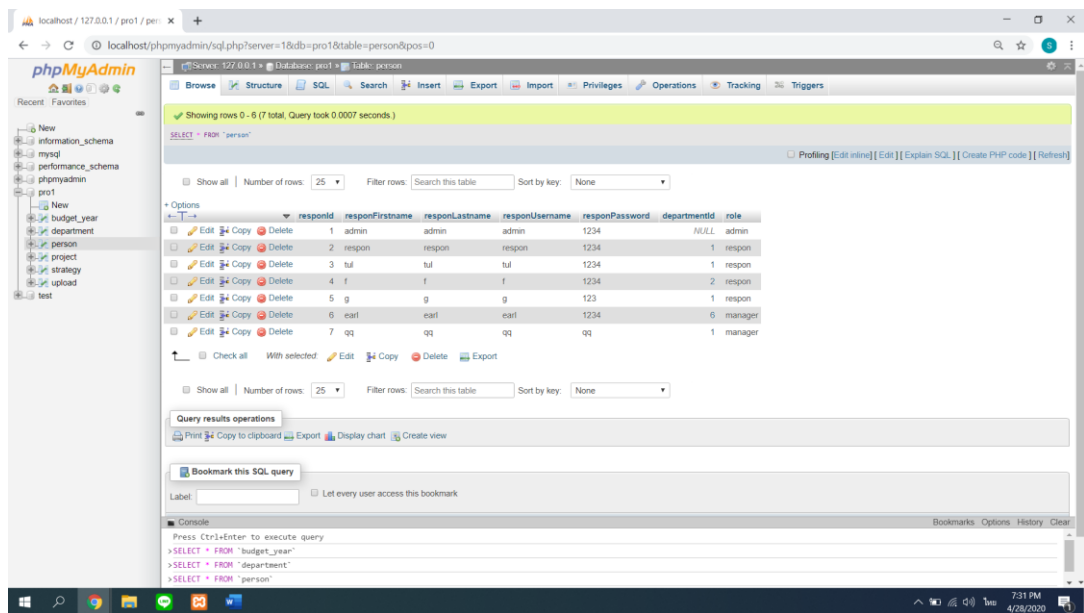 localhost / 127.0.0.1 / pro1 / per
localhost/phpmyadmin/sql.php?server=1&db=pro1&table=person&pos=0
S
phpMyAdmin
Recent Favorites
New
information_schema
mysql
performance_schema
phpmyadmin
pro1
New
budget_year
department
person
project
strategy
upload
test
Server: 127.0.0.1 » Database: pro1 » Table: person
Browse Structure SQL Search Insert Export Import Privileges Operations Tracking Triggers
Showing rows 0 - 6 (7 total, Query took 0.0007 seconds.)
SELECT * FROM `person`
Profiling [Edit inline] [ Edit ] [ Explain SQL ] [ Create PHP code ] [ Refresh]
Show all | Number of rows: 25 Filter rows: Search this table Sort by key: None
+ Options
←T→ responId responFirstname responLastname responUsername responPassword departmentId role
Edit Copy Delete 1 admin admin admin 1234 NULL admin
Edit Copy Delete 2 respon respon respon 1234 1 respon
Edit Copy Delete 3 tul tul tul 1234 1 respon
Edit Copy Delete 4 f f f 1234 2 respon
Edit Copy Delete 5 g g g 123 1 respon
Edit Copy Delete 6 earl earl earl 1234 6 manager
Edit Copy Delete 7 qq qq qq qq 1 manager
Check all With selected: Edit Copy Delete Export
Show all | Number of rows: 25 Filter rows: Search this table Sort by key: None
Query results operations
Print Copy to clipboard Export Display chart Create view
Bookmark this SQL query
Label: Let every user access this bookmark
Console Bookmarks Options History Clear
Press Ctrl+Enter to execute query
>SELECT * FROM `budget_year`
>SELECT * FROM `department`
>SELECT * FROM `person`
ไทย 7:31 PM
4/28/2020